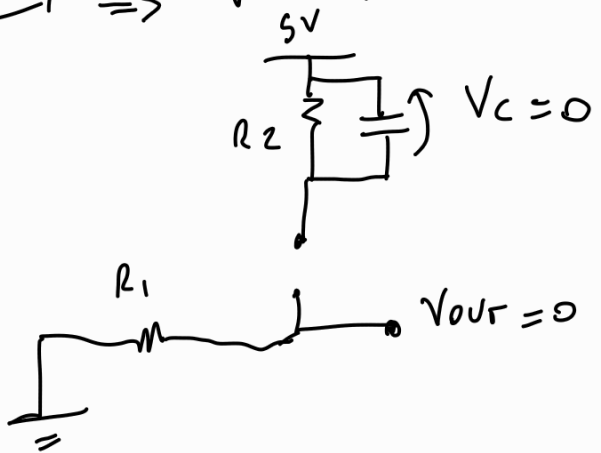 => V
5V
R2
Vc = 0
R1
Vout = 0